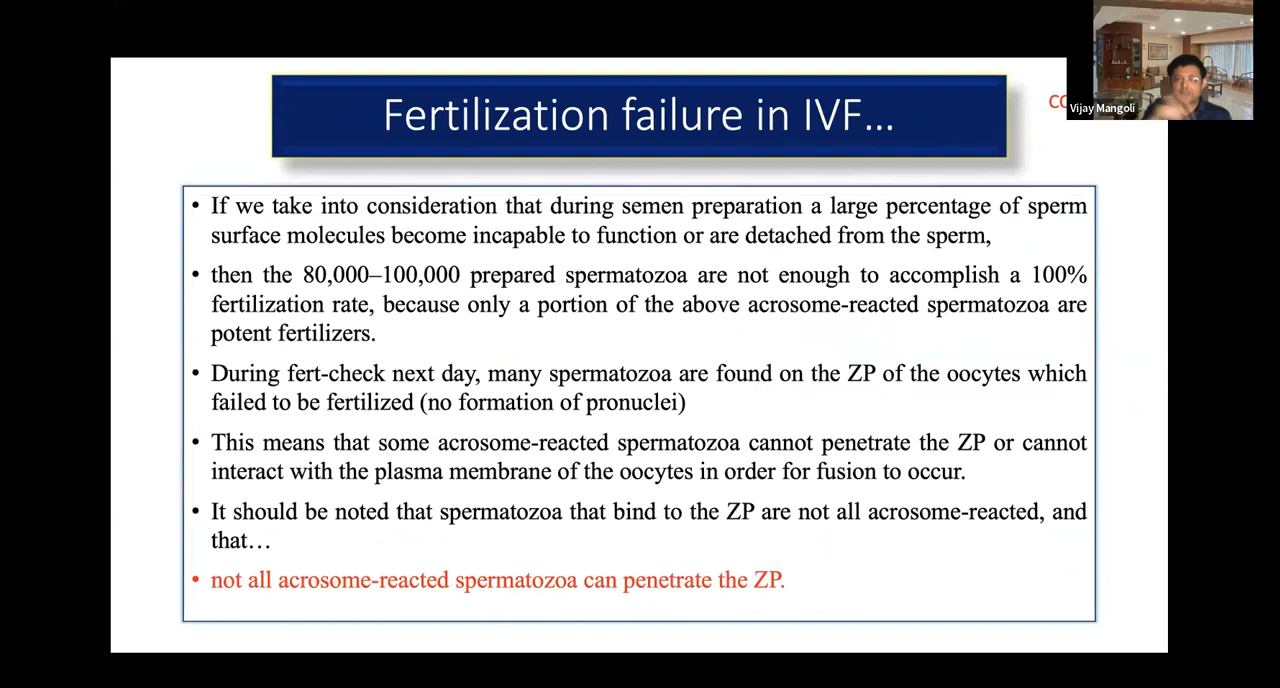 Fertilization failure in IVF...
Vijay Mangoli
• If we take into consideration that during semen preparation a large percentage of sperm
surface molecules become incapable to function or are detached from the sperm,
• then the 80,000–100,000 prepared spermatozoa are not enough to accomplish a 100%
fertilization rate, because only a portion of the above acrosome-reacted spermatozoa are
potent fertilizers.
• During fert-check next day, many spermatozoa are found on the ZP of the oocytes which
failed to be fertilized (no formation of pronuclei)
• This means that some acrosome-reacted spermatozoa cannot penetrate the ZP or cannot
interact with the plasma membrane of the oocytes in order for fusion to occur.
• It should be noted that spermatozoa that bind to the ZP are not all acrosome-reacted, and
that…
• not all acrosome-reacted spermatozoa can penetrate the ZP.